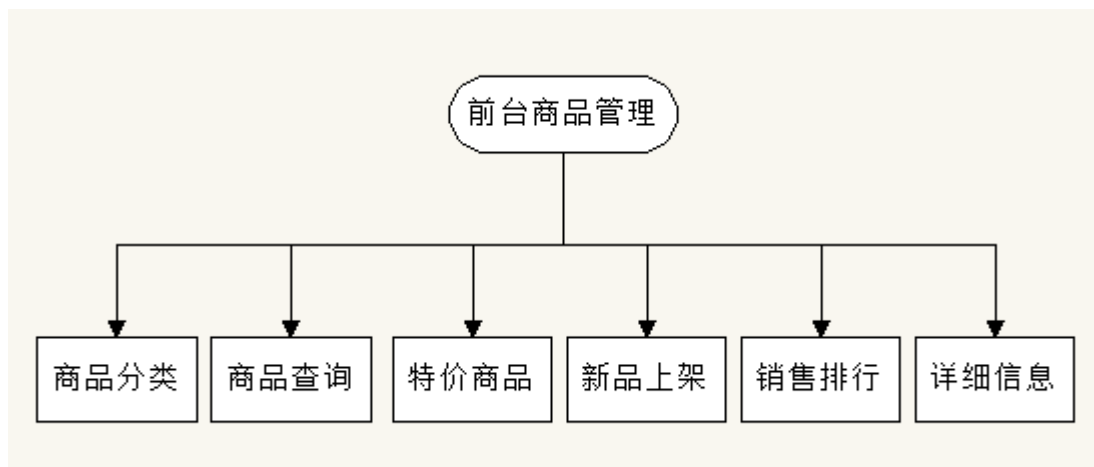 前台商品管理
商品分类
商品查询
特价商品
新品上架
销售排行
详细信息